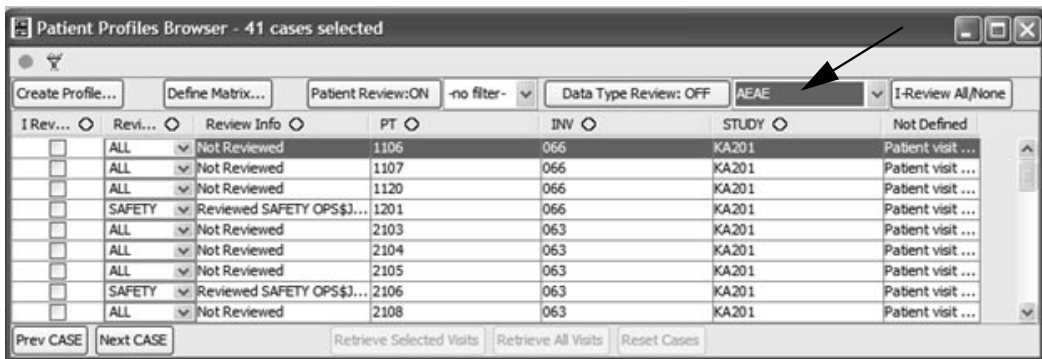 Patient Profiles Browser - 41 cases selected
Create Profile... Define Matrix... Patient Review:ON -no filter- Data Type Review: OFF AEAE I-Review All/None
I Rev... Revi... Review Info PT INV STUDY Not Defined
ALL Not Reviewed 1106 066 KA201 Patient visit ...
ALL Not Reviewed 1107 066 KA201 Patient visit ...
ALL Not Reviewed 1120 066 KA201 Patient visit ...
SAFETY Reviewed SAFETY OPS$J... 1201 066 KA201 Patient visit ...
ALL Not Reviewed 2103 063 KA201 Patient visit ...
ALL Not Reviewed 2104 063 KA201 Patient visit ...
ALL Not Reviewed 2105 063 KA201 Patient visit ...
SAFETY Reviewed SAFETY OPS$J... 2106 063 KA201 Patient visit ...
ALL Not Reviewed 2108 063 KA201 Patient visit ...
Prev CASE Next CASE Retrieve Selected Visits Retrieve All Visits Reset Cases